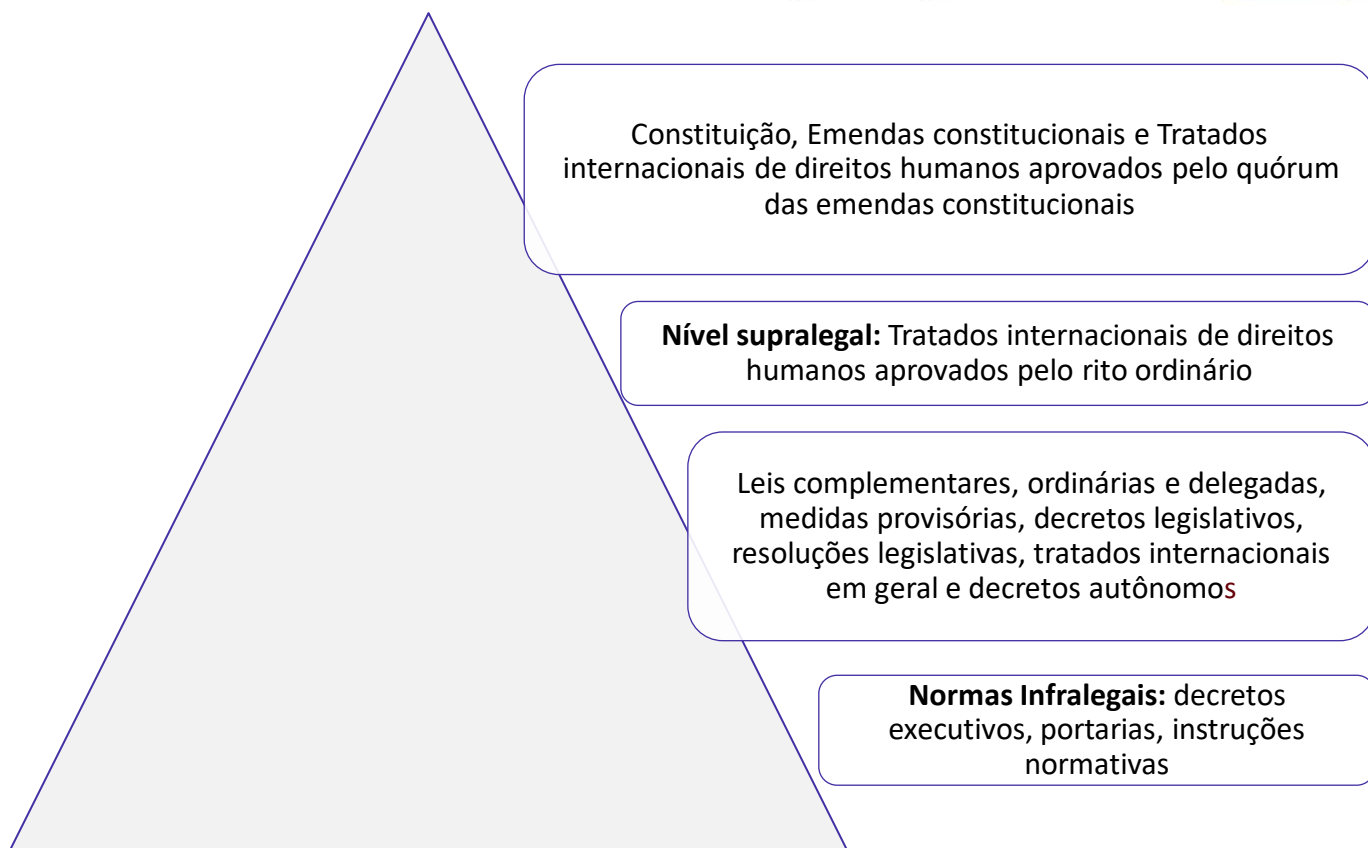 Constituição, Emendas constitucionais e Tratados
internacionais de direitos humanos aprovados pelo quórum
das emendas constitucionais
Nível supralegal: Tratados internacionais de direitos
humanos aprovados pelo rito ordinário
Leis complementares, ordinárias e delegadas,
medidas provisórias, decretos legislativos,
resoluções legislativas, tratados internacionais
em geral e decretos autônomos
Normas Infralegais: decretos
executivos, portarias, instruções
normativas